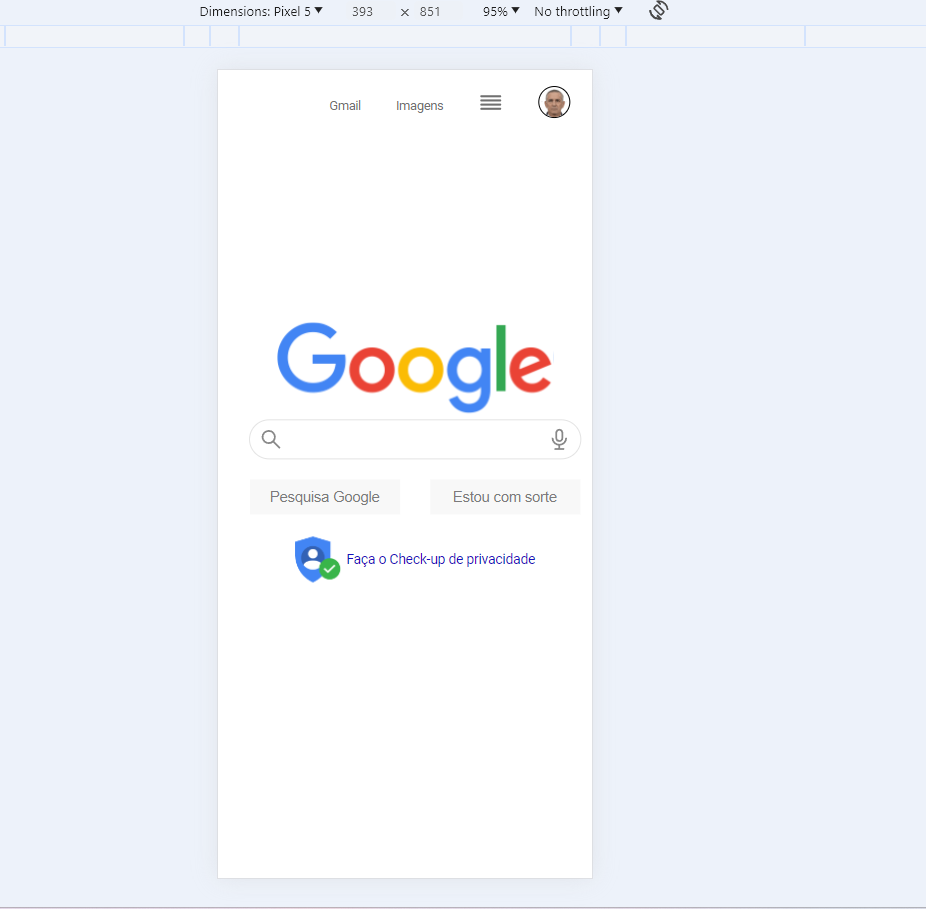 Dimensions: Pixel 5 393 × 851 95% No throttling
Gmail Imagens
Google
Pesquisa Google Estou com sorte
Faça o Check-up de privacidade